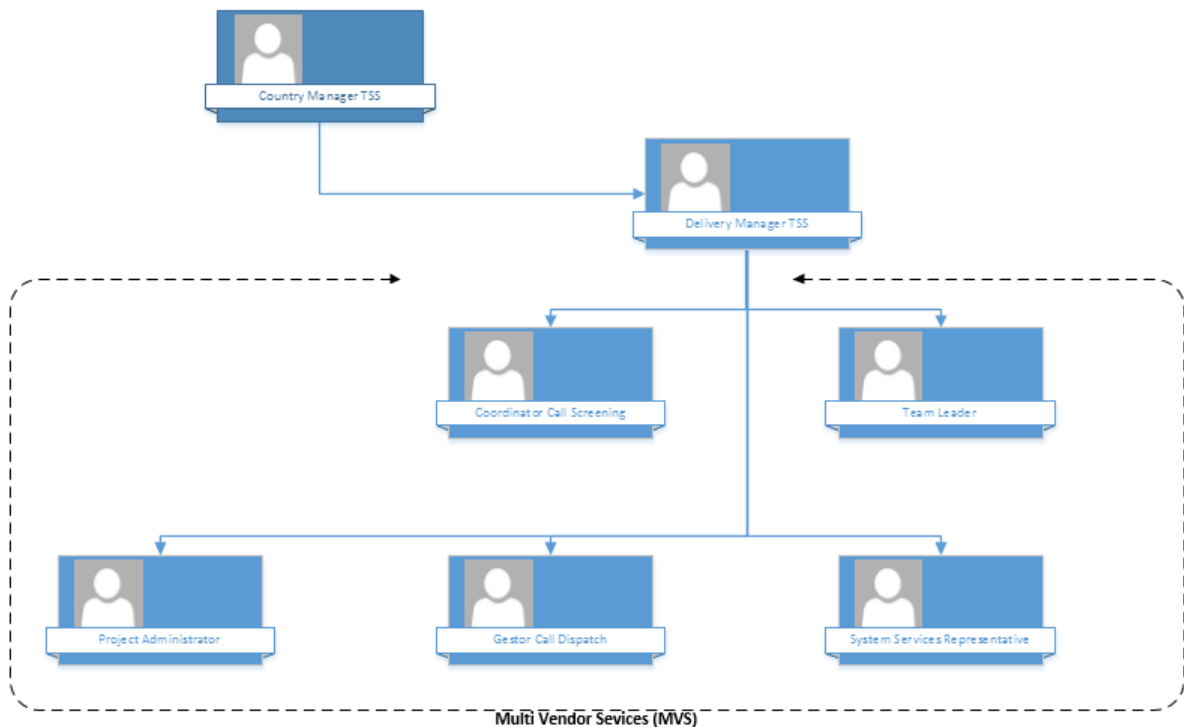 Country Manager TSS
Delivery Manager TSS
Coordinator Call Screening
Team Leader
Project Administrator
Gestor Call Dispatch
System Services Representative
Multi Vendor Sevices (MVS)